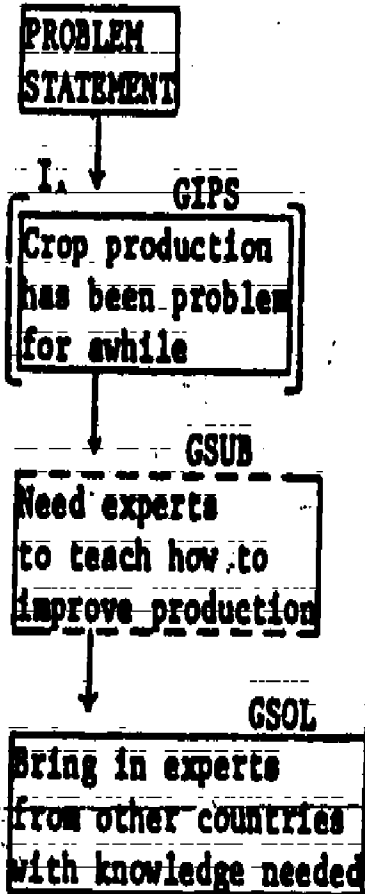 PROBLEM
STATEMENT
I.
GIPS
Crop production
has been problem
for awhile
GSUB
Need experts
to teach how to
improve production
GSOL
Bring in experts
from other countries
with knowledge needed